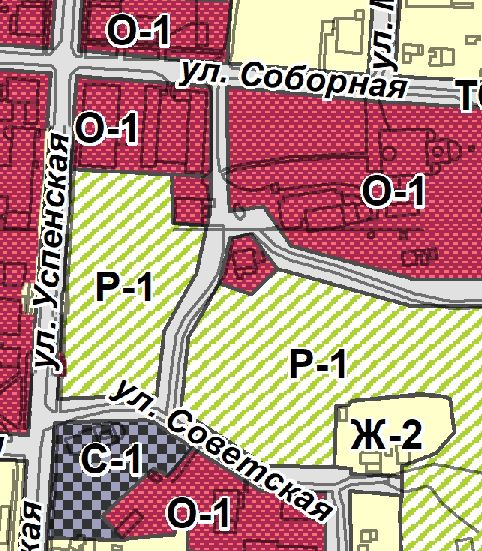 О-1
ул. Соборная
О-1
О-1
ул. Успенская
Р-1
Р-1
ул. Советская
Ж-2
С-1
О-1